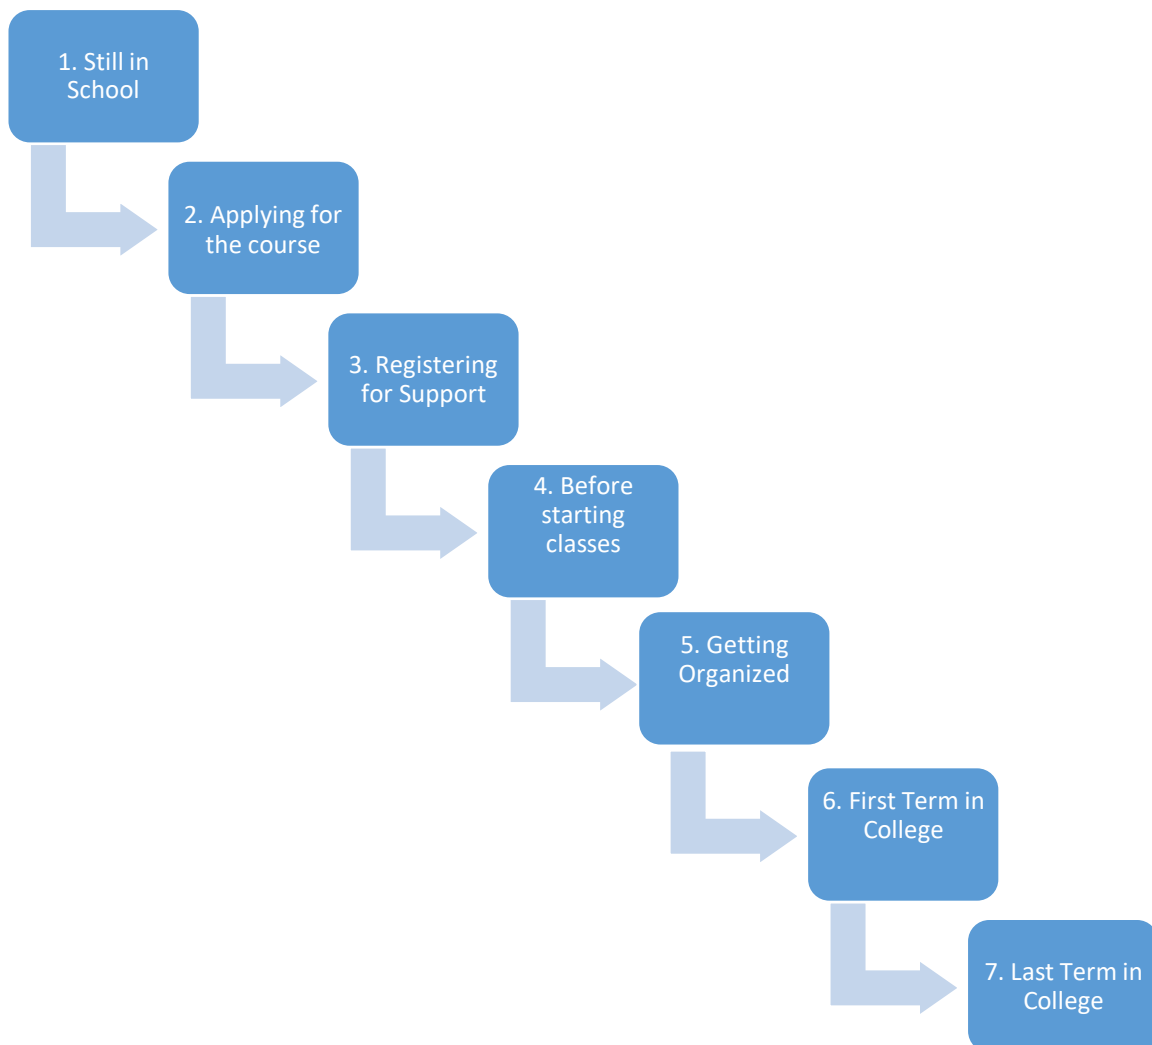 1. Still in
School
2. Applying for
the course
3. Registering
for Support
4. Before
starting
classes
5. Getting
Organized
6. First Term in
College
7. Last Term in
College